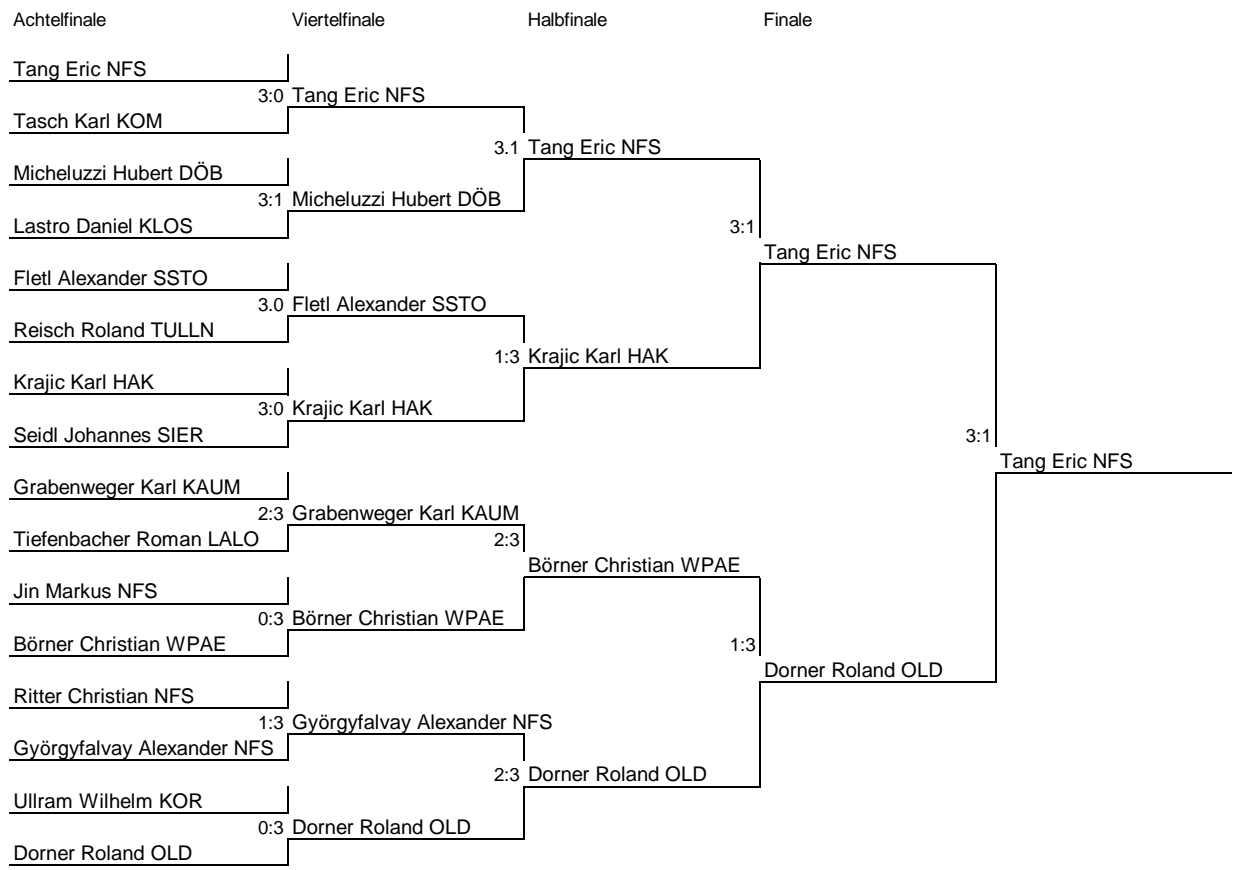 Achtelfinale Viertelfinale Halbfinale Finale
Tang Eric NFS
3:0 Tang Eric NFS
Tasch Karl KOM
3.1 Tang Eric NFS
Micheluzzi Hubert DÖB
3:1 Micheluzzi Hubert DÖB
Lastro Daniel KLOS
3:1
Tang Eric NFS
Fletl Alexander SSTO
3.0 Fletl Alexander SSTO
Reisch Roland TULLN
1:3 Krajic Karl HAK
Krajic Karl HAK
3:0 Krajic Karl HAK
Seidl Johannes SIER
3:1
Tang Eric NFS
Grabenweger Karl KAUM
2:3 Grabenweger Karl KAUM
Tiefenbacher Roman LALO
2:3
Börner Christian WPAE
Jin Markus NFS
0:3 Börner Christian WPAE
Börner Christian WPAE
1:3
Dorner Roland OLD
Ritter Christian NFS
1:3 Györgyfalvay Alexander NFS
Györgyfalvay Alexander NFS
2:3 Dorner Roland OLD
Ullram Wilhelm KOR
0:3 Dorner Roland OLD
Dorner Roland OLD